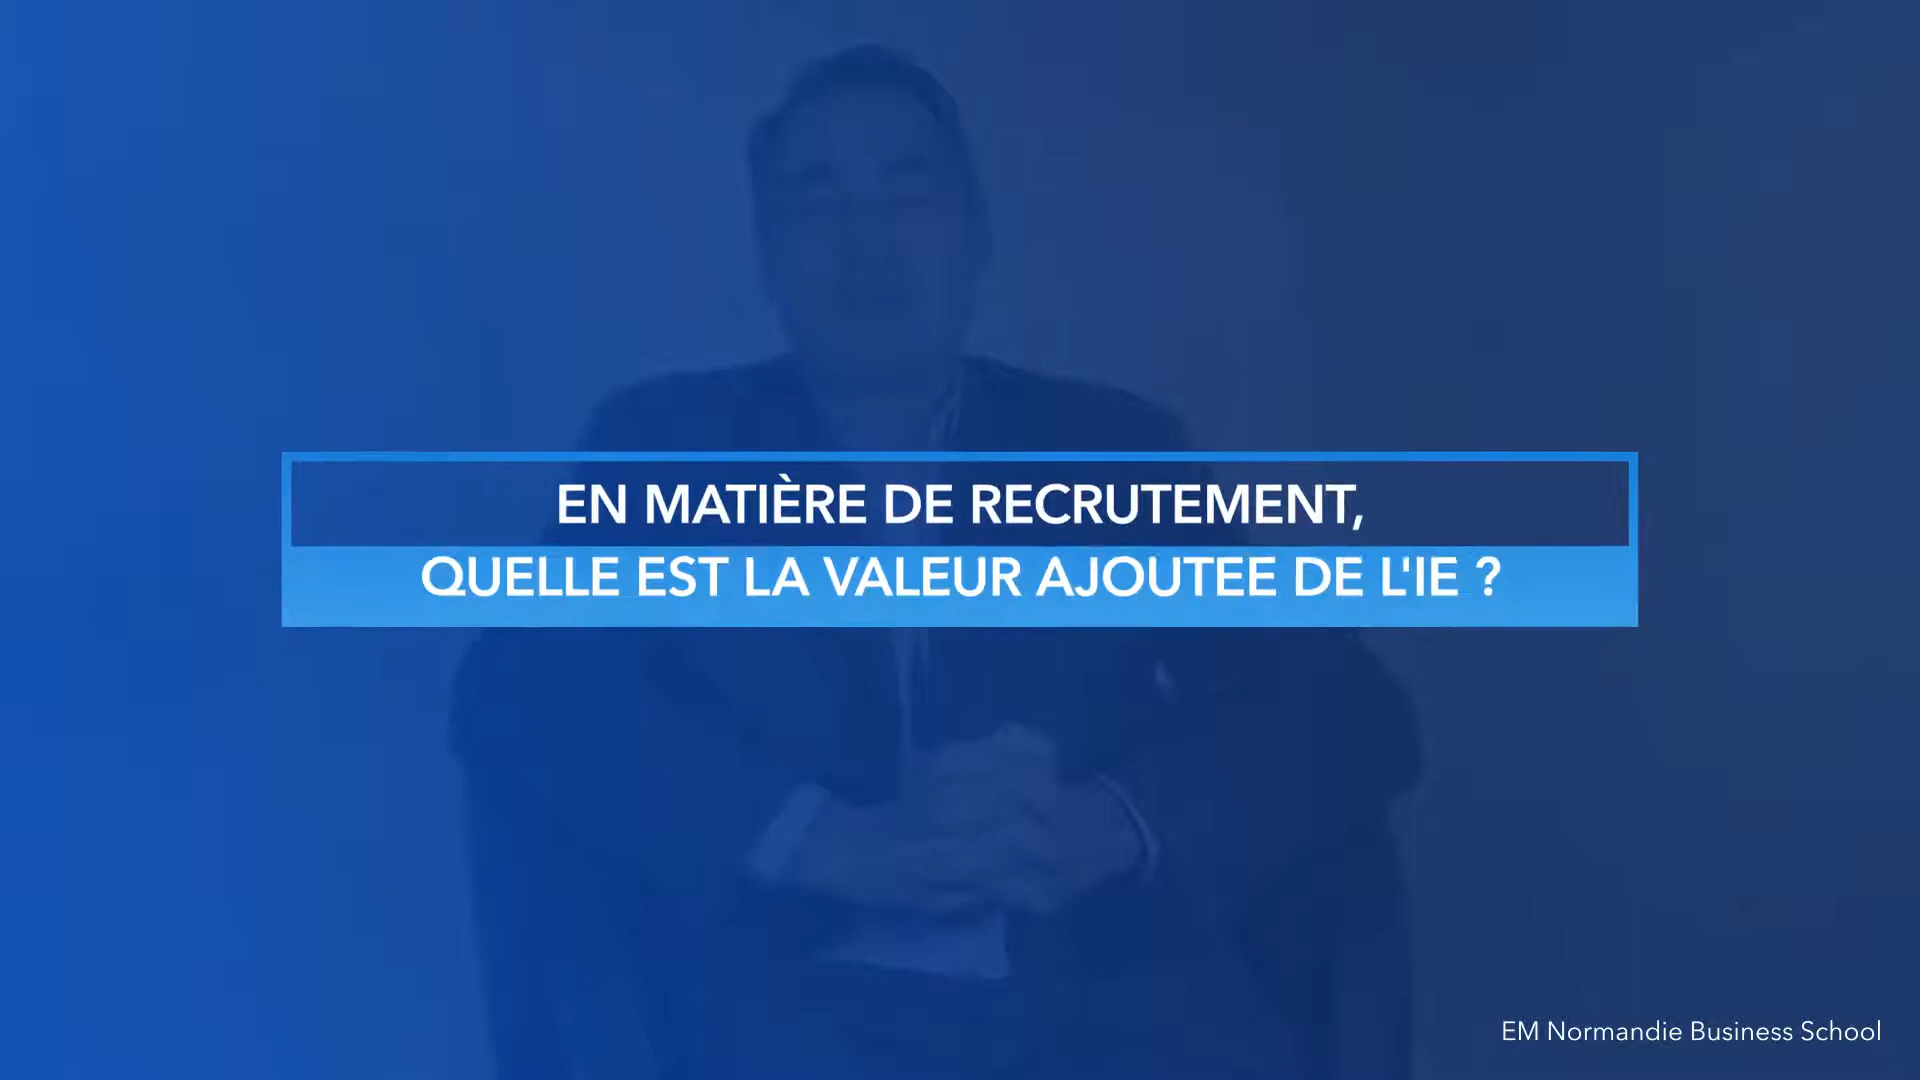 EN MATIÈRE DE RECRUTEMENT,
QUELLE EST LA VALEUR AJOUTEE DE L'IE ?
EM Normandie Business School